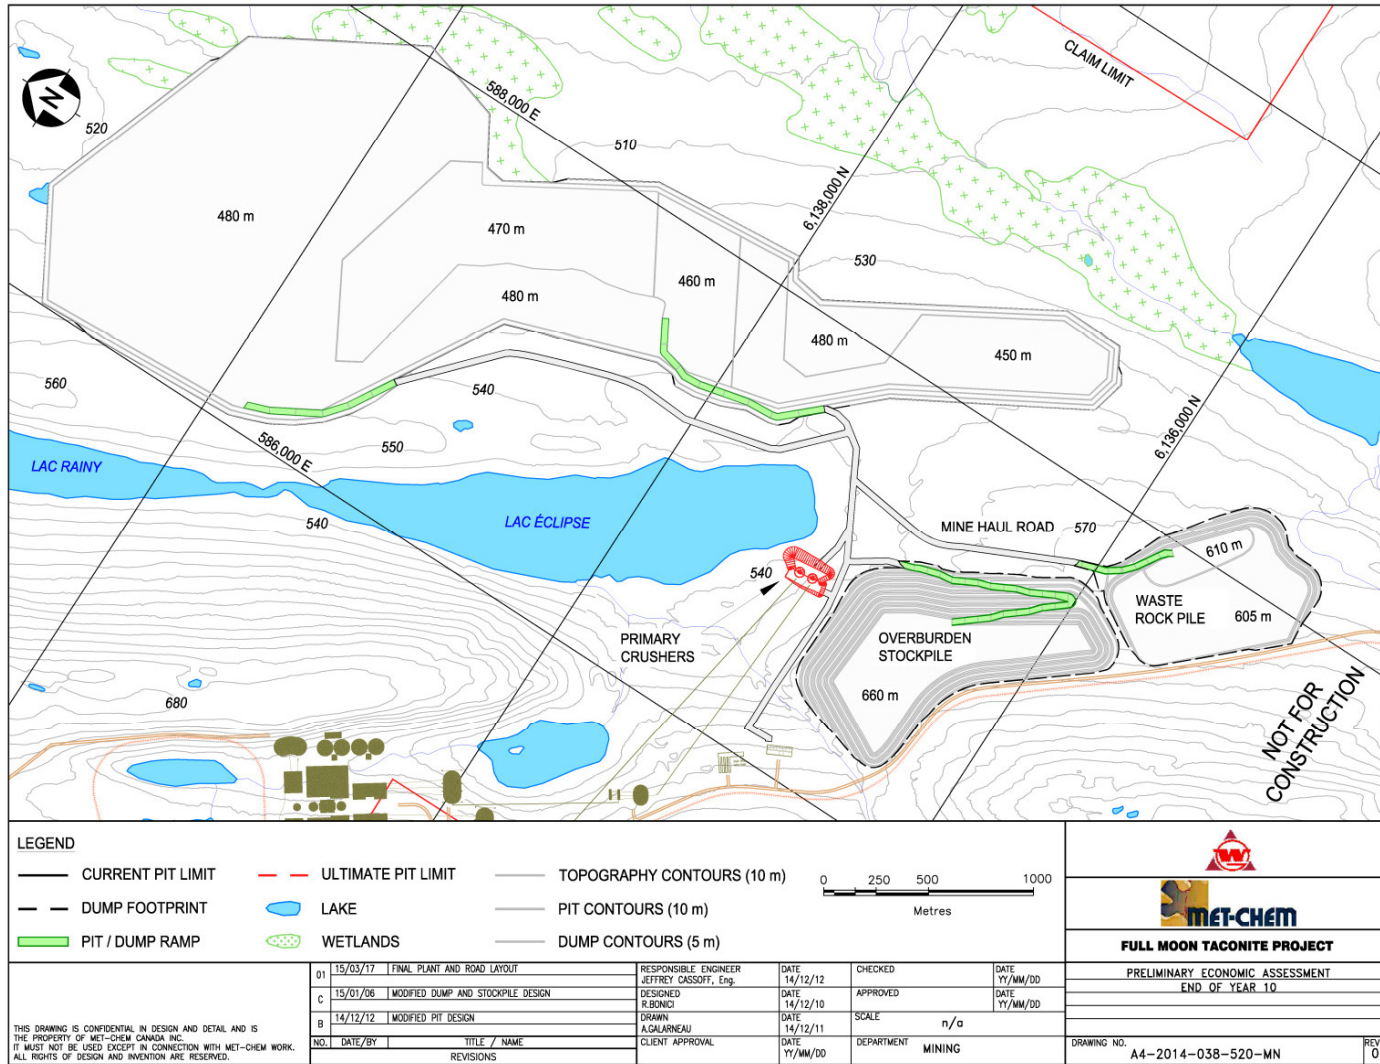 N
520
588,000 E
510
CLAIM LIMIT
6,138,000 N
480 m
470 m
480 m
460 m
530
480 m
450 m
560
540
550
586,000 E
6,136,000 N
LAC RAINY
540
LAC ÉCLIPSE
MINE HAUL ROAD
570
610 m
540
WASTE
ROCK PILE
605 m
PRIMARY
CRUSHERS
OVERBURDEN
STOCKPILE
660 m
680
NOT FOR
CONSTRUCTION
LEGEND
CURRENT PIT LIMIT
ULTIMATE PIT LIMIT
TOPOGRAPHY CONTOURS (10 m)
DUMP FOOTPRINT
LAKE
PIT CONTOURS (10 m)
PIT / DUMP RAMP
WETLANDS
DUMP CONTOURS (5 m)
0 250 500 1000
Metres
MET-CHEM
FULL MOON TACONITE PROJECT
PRELIMINARY ECONOMIC ASSESSMENT
END OF YEAR 10
01 15/03/17 FINAL PLANT AND ROAD LAYOUT
C 15/01/06 MODIFIED DUMP AND STOCKPILE DESIGN
B 14/12/12 MODIFIED PIT DESIGN
NO. DATE/BY TITLE / NAME
REVISIONS
RESPONSIBLE ENGINEER
JEFFREY CASSOFF, Eng.
DATE
14/12/12
CHECKED
DATE
YY/MM/DD
DESIGNED
R.BONICI
DATE
14/12/10
APPROVED
DATE
YY/MM/DD
DRAWN
A.GALARNEAU
DATE
14/12/11
SCALE
n/a
CLIENT APPROVAL
DATE
YY/MM/DD
DEPARTMENT
MINING
DRAWING NO.
A4-2014-038-520-MN
REV
THIS DRAWING IS CONFIDENTIAL IN DESIGN AND DETAIL AND IS
THE PROPERTY OF MET-CHEM CANADA INC.
IT MUST NOT BE USED EXCEPT IN CONNECTION WITH MET-CHEM WORK.
ALL RIGHTS OF DESIGN AND INVENTION ARE RESERVED.